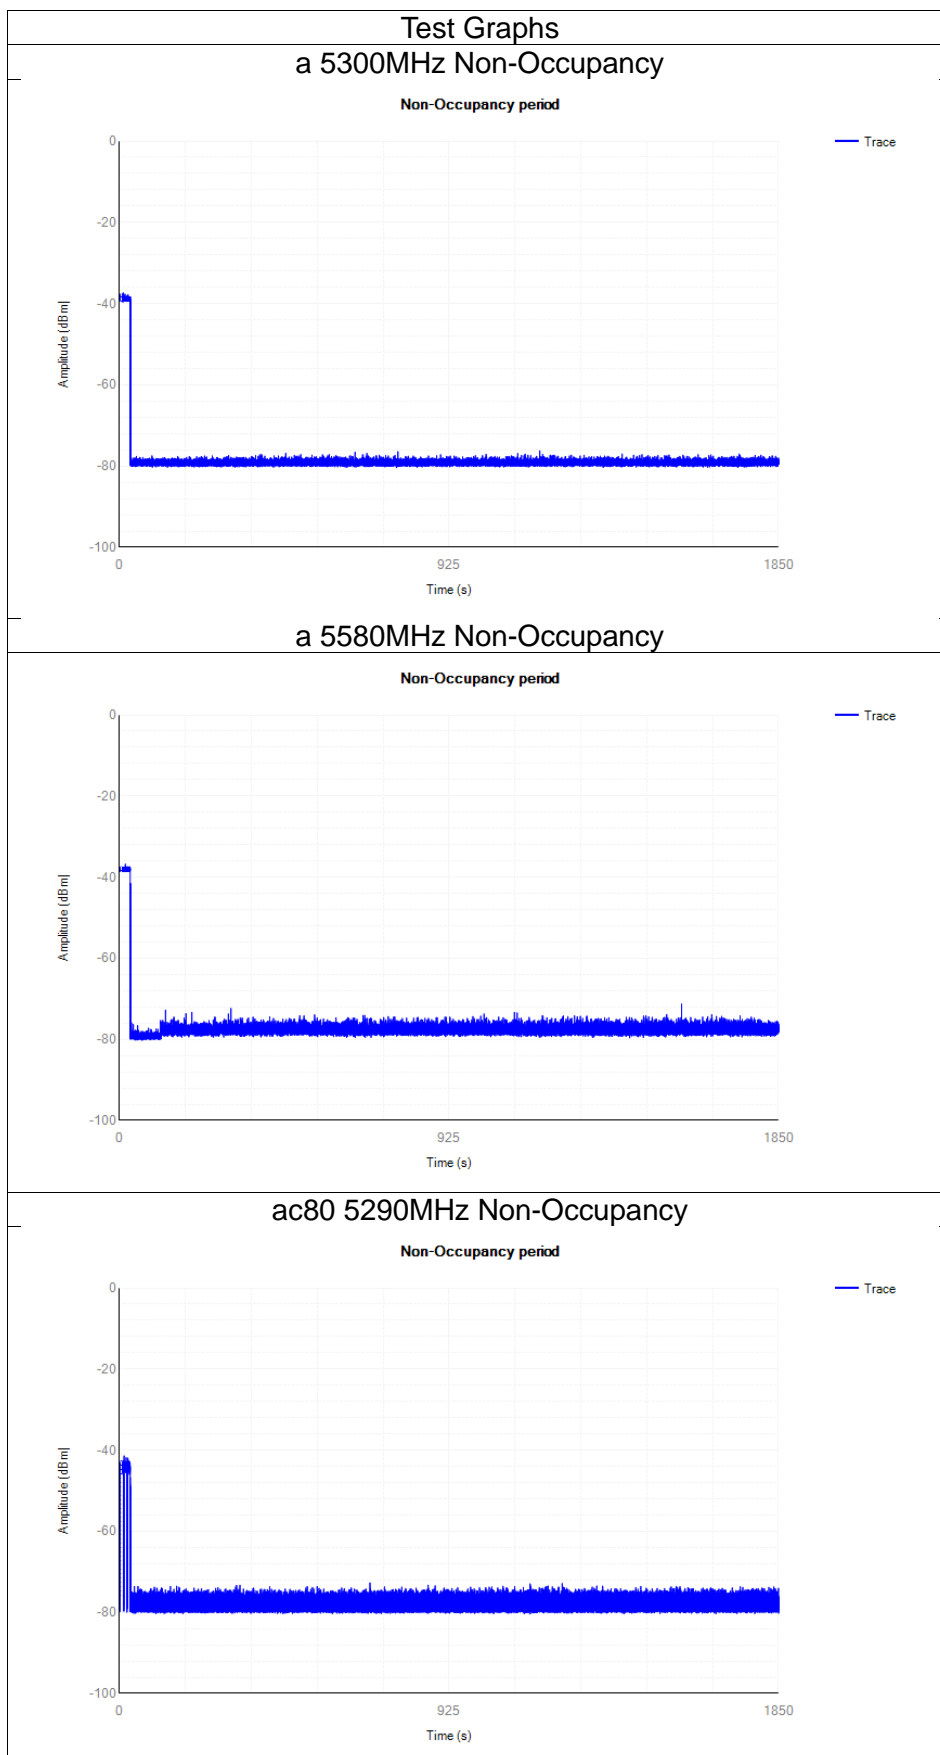 Test Graphs
a 5300MHz Non-Occupancy
Non-Occupancy period
Trace
0
-20
-40
-60
-80
-100
Amplitude [dBm]
0 925 1850
Time (s)
a 5580MHz Non-Occupancy
Non-Occupancy period
Trace
0
-20
-40
-60
-80
-100
Amplitude [dBm]
0 925 1850
Time (s)
ac80 5290MHz Non-Occupancy
Non-Occupancy period
Trace
0
-20
-40
-60
-80
-100
Amplitude [dBm]
0 925 1850
Time (s)